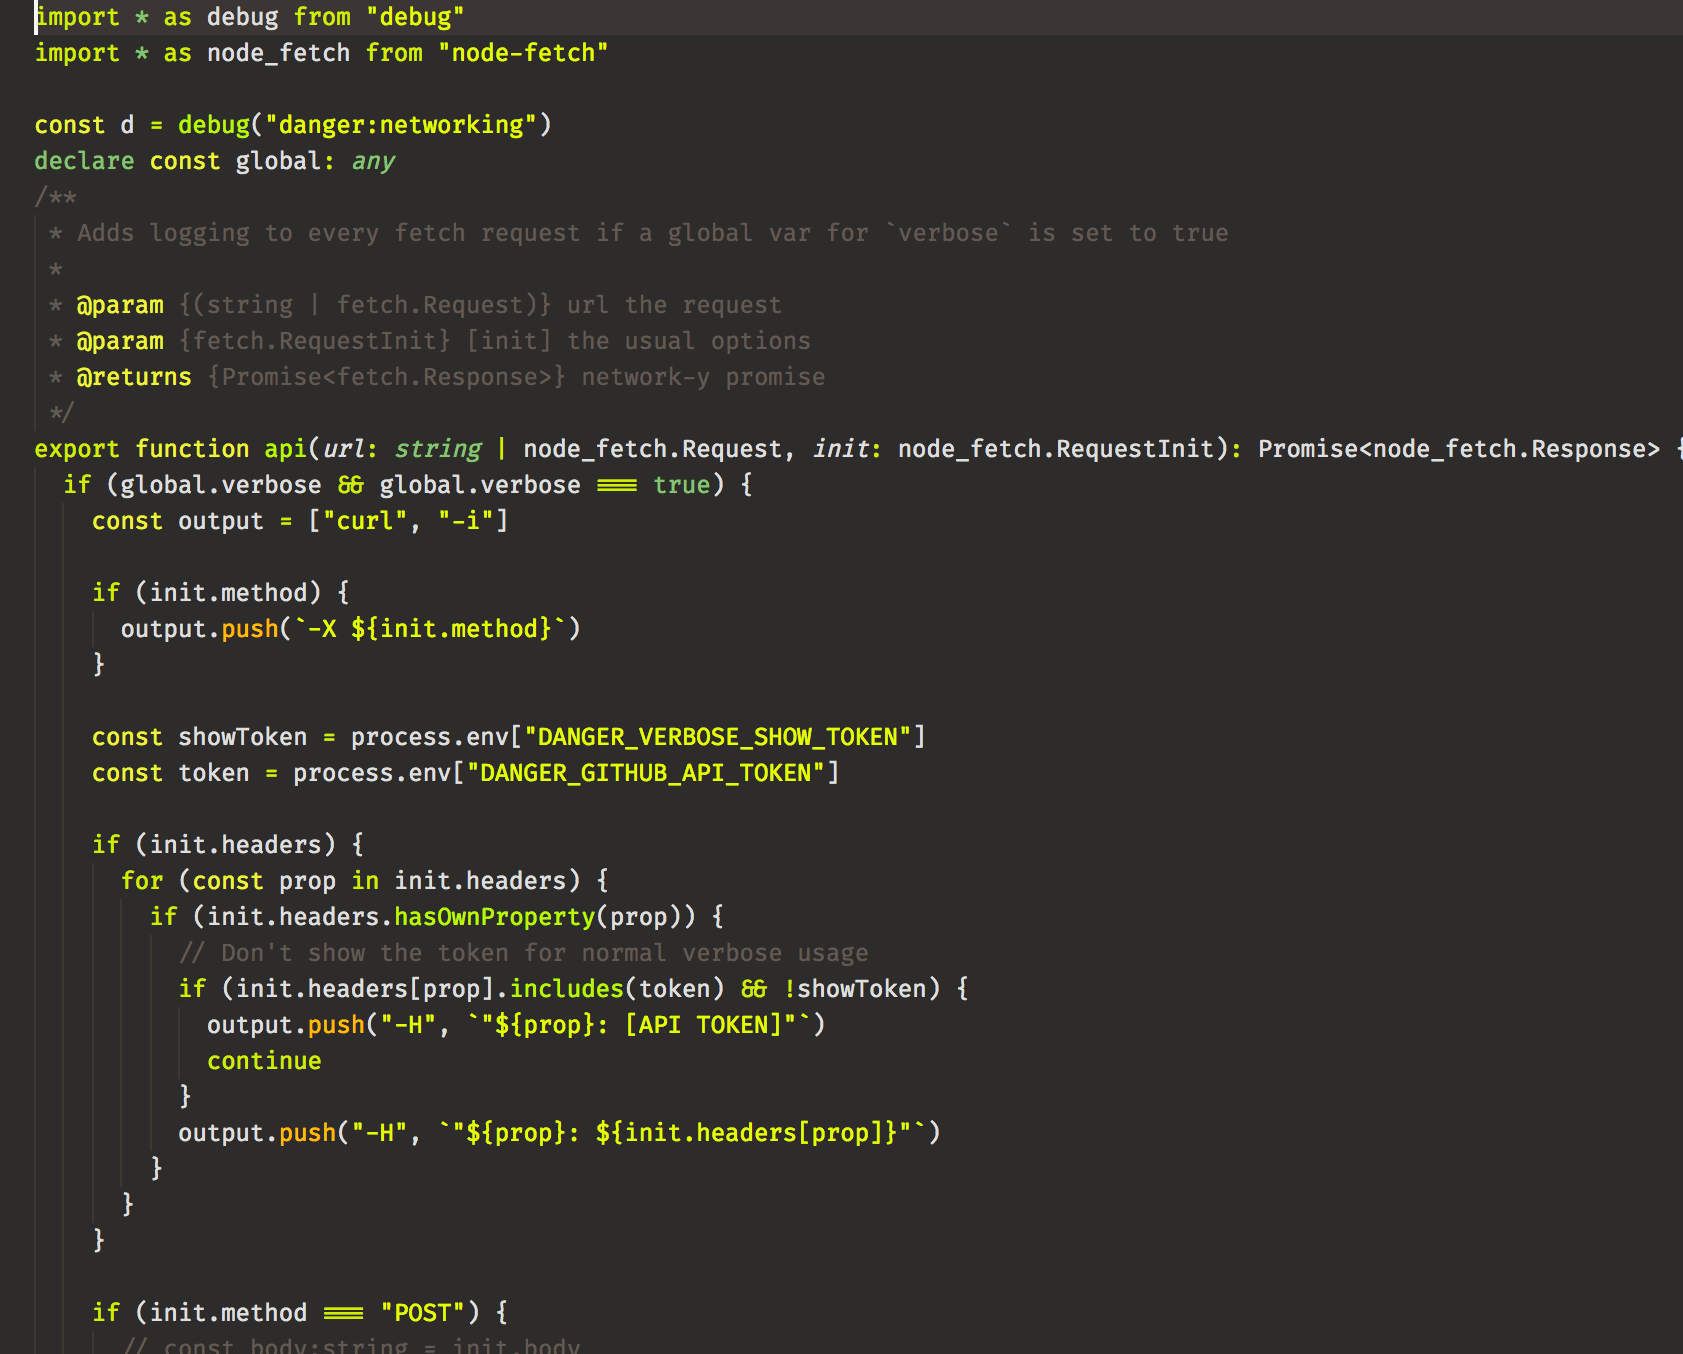 import * as debug from "debug"
import * as node_fetch from "node-fetch"

const d = debug("danger:networking")
declare const global: any
/**
 * Adds logging to every fetch request if a global var for `verbose` is set to true
 *
 * @param {(string | fetch.Request)} url the request
 * @param {fetch.RequestInit} [init] the usual options
 * @returns {Promise<fetch.Response>} network-y promise
 */
export function api(url: string | node_fetch.Request, init: node_fetch.RequestInit): Promise<node_fetch.Response> {
  if (global.verbose && global.verbose === true) {
    const output = ["curl", "-i"]

    if (init.method) {
      output.push(`-X ${init.method}`)
    }

    const showToken = process.env["DANGER_VERBOSE_SHOW_TOKEN"]
    const token = process.env["DANGER_GITHUB_API_TOKEN"]

    if (init.headers) {
      for (const prop in init.headers) {
        if (init.headers.hasOwnProperty(prop)) {
          // Don't show the token for normal verbose usage
          if (init.headers[prop].includes(token) && !showToken) {
            output.push("-H", `"${prop}: [API TOKEN]"`)
            continue
          }
          output.push("-H", `"${prop}: ${init.headers[prop]}"`)
        }
      }
    }

    if (init.method === "POST") {
      // const body:string = init.body